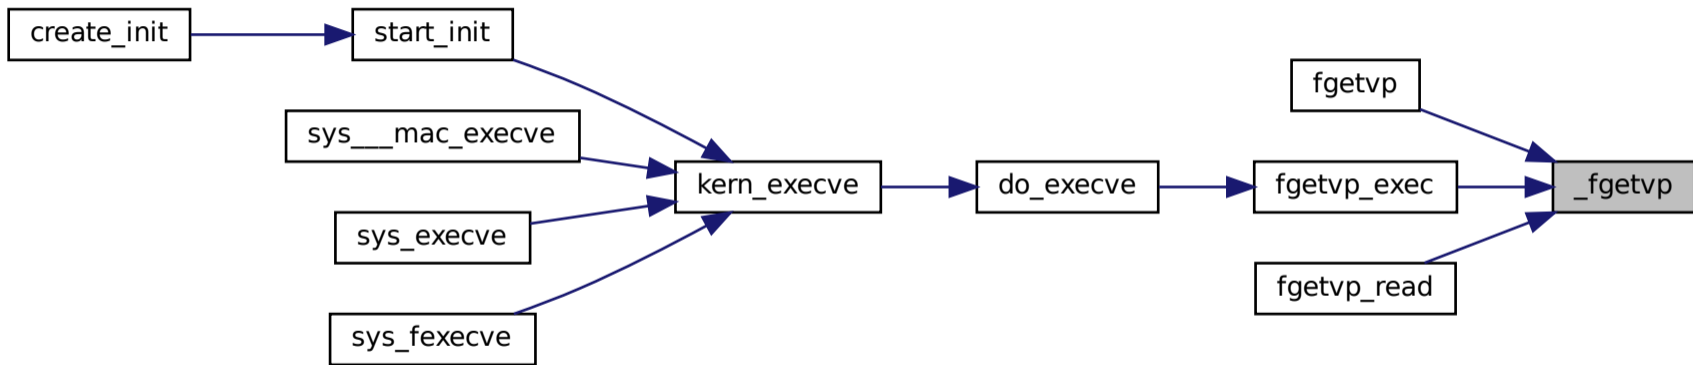 create_init
start_init
fgetvp
sys___mac_execve
kern_execve
do_execve
fgetvp_exec
_fgetvp
sys_execve
fgetvp_read
sys_fexecve